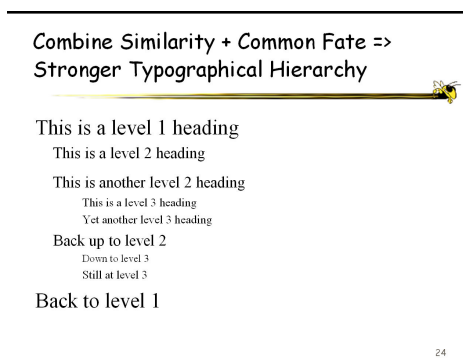 Combine Similarity + Common Fate =>
Stronger Typographical Hierarchy
This is a level 1 heading
This is a level 2 heading
This is another level 2 heading
This is a level 3 heading
Yet another level 3 heading
Back up to level 2
Down to level 3
Still at level 3
Back to level 1
24